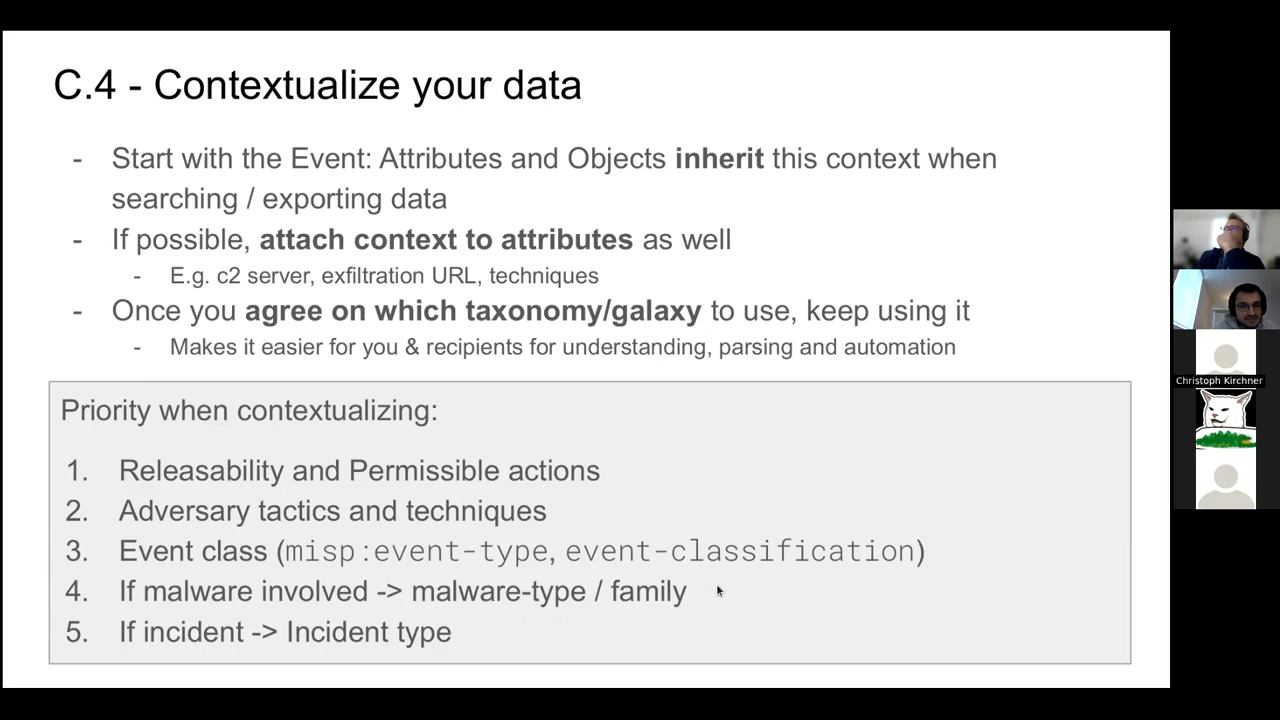 C.4 - Contextualize your data
- Start with the Event: Attributes and Objects inherit this context when
searching / exporting data
- If possible, attach context to attributes as well
- E.g. c2 server, exfiltration URL, techniques
- Once you agree on which taxonomy/galaxy to use, keep using it
- Makes it easier for you & recipients for understanding, parsing and automation
Priority when contextualizing:
1. Releasability and Permissible actions
2. Adversary tactics and techniques
3. Event class (misp:event-type, event-classification)
4. If malware involved -> malware-type / family
5. If incident -> Incident type
Christoph Kirchner